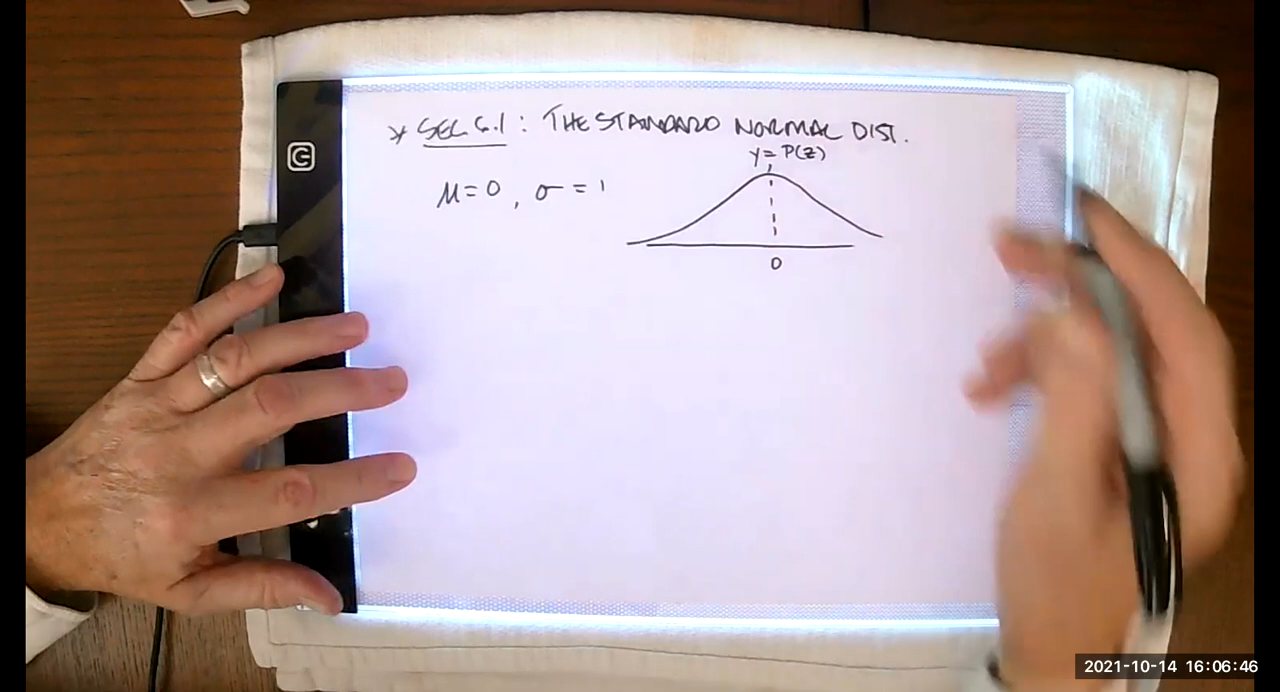 * SEC 6.1: THE STANDARD NORMAL DIST.
y = P(z)
μ = 0, σ = 1
0
2021-10-14 16:06:46